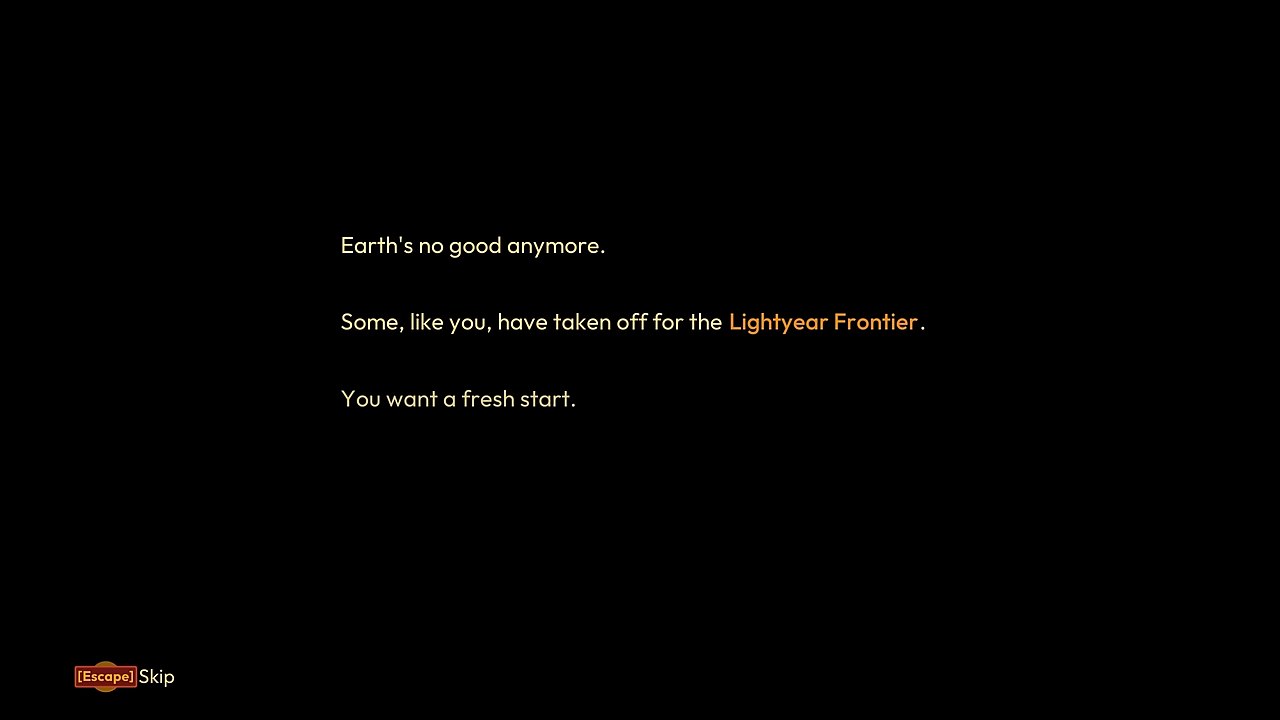 Earth's no good anymore.
Some, like you, have taken off for the Lightyear Frontier.
You want a fresh start.
[Escape] Skip